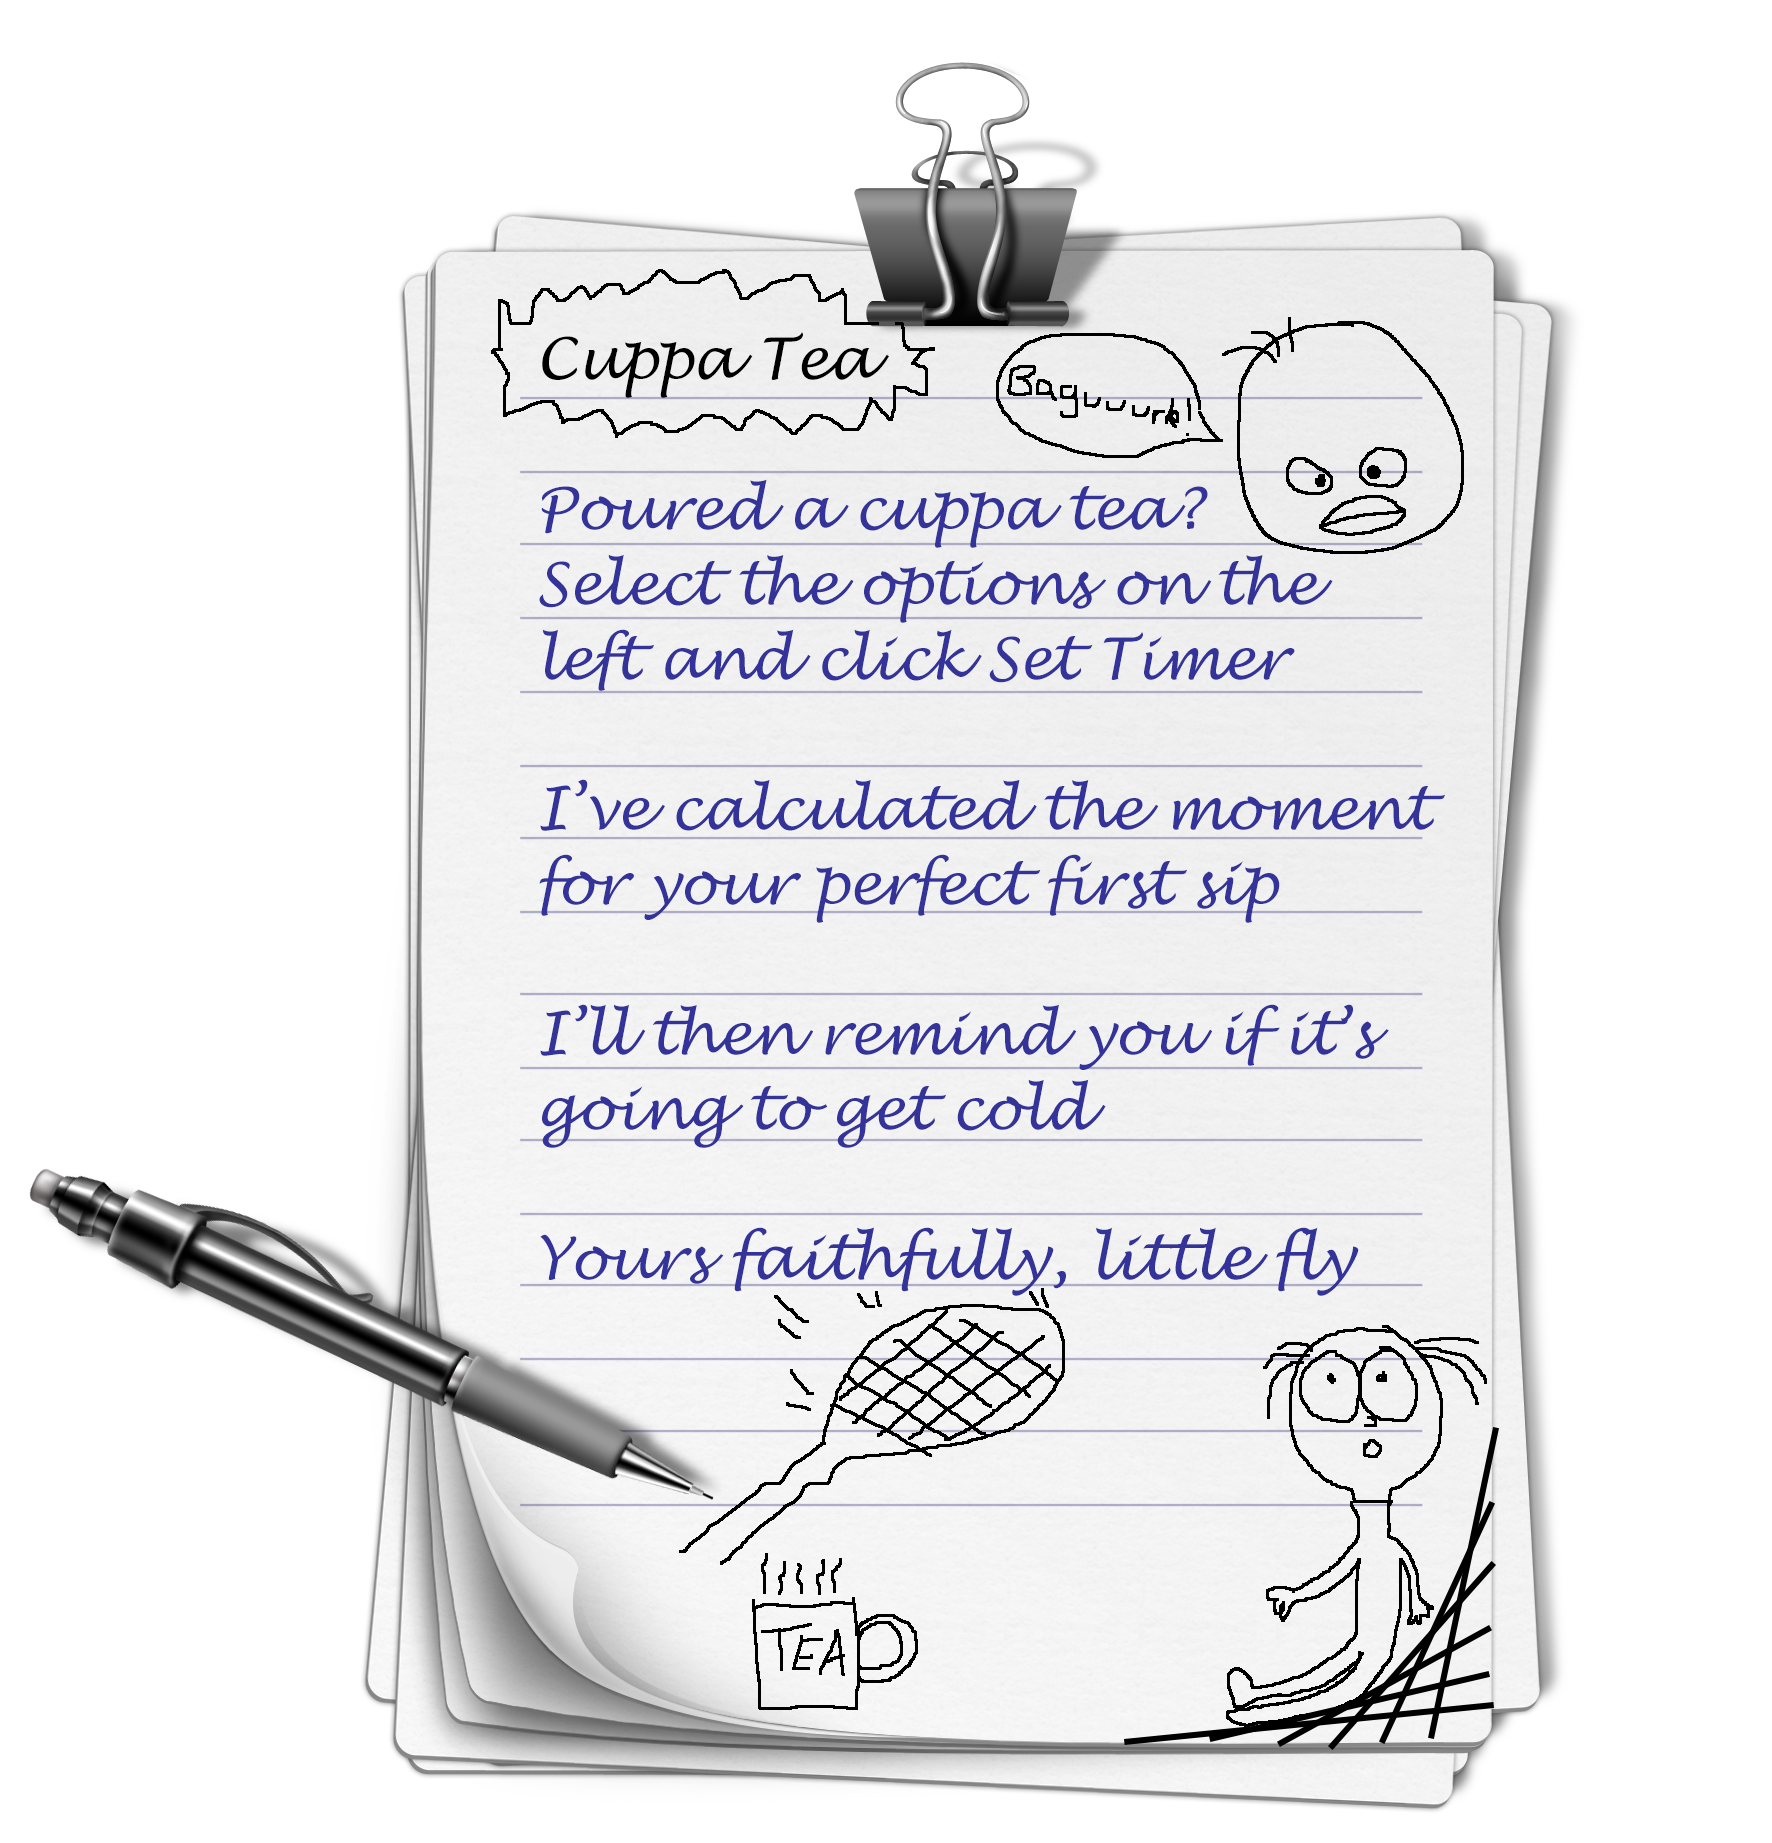 Cuppa Tea
Baguuurk!
Poured a cuppa tea?
Select the options on the
left and click Set Timer
I've calculated the moment
for your perfect first sip
I'll then remind you if it's
going to get cold
Yours faithfully, little fly
TEA